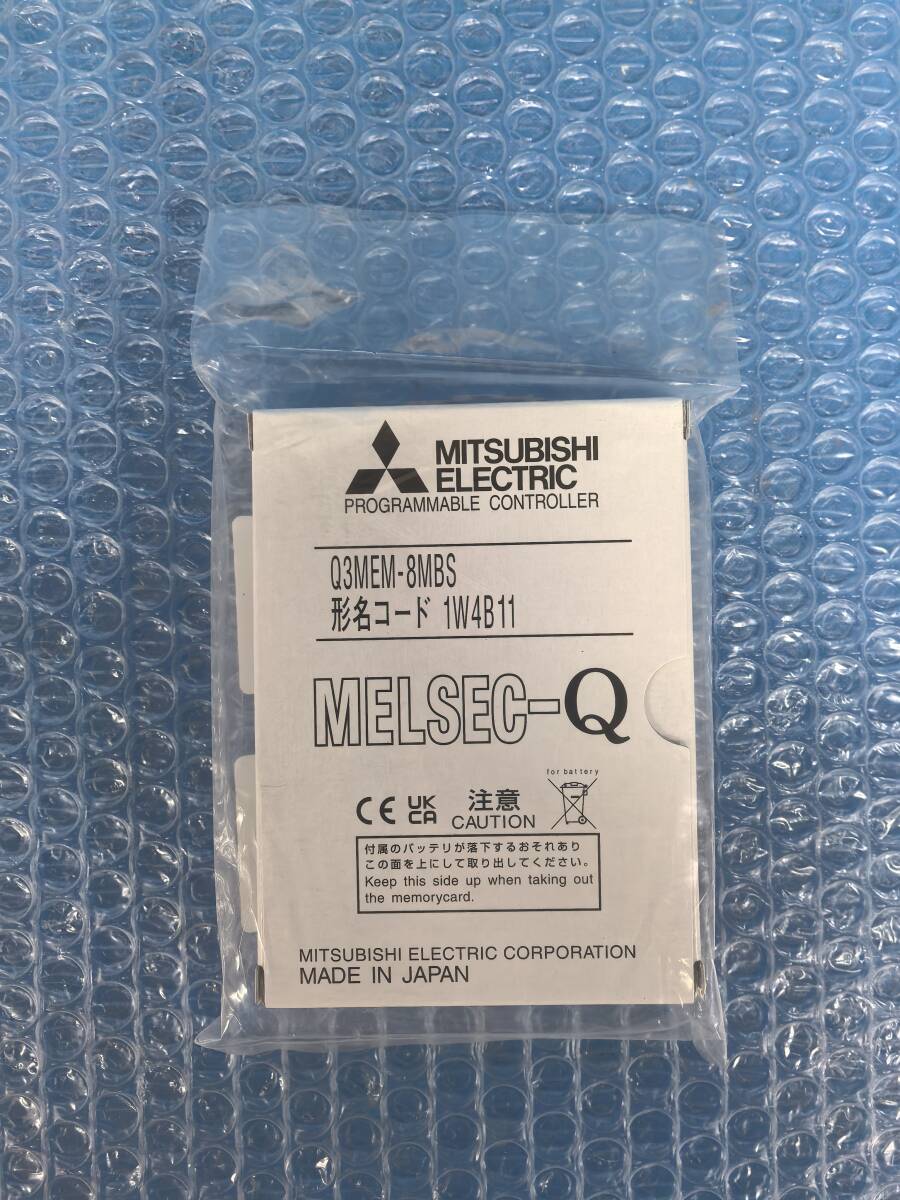 MITSUBISHI
ELECTRIC
PROGRAMMABLE CONTROLLER
Q3MEM-8MBS
形名コード 1W4B11
MELSEC-Q
for battery
CE UK CA 注意
CAUTION
付属のバッテリが落下するおそれあり
この面を上にして取り出してください。
Keep this side up when taking out
the memorycard.
MITSUBISHI ELECTRIC CORPORATION
MADE IN JAPAN